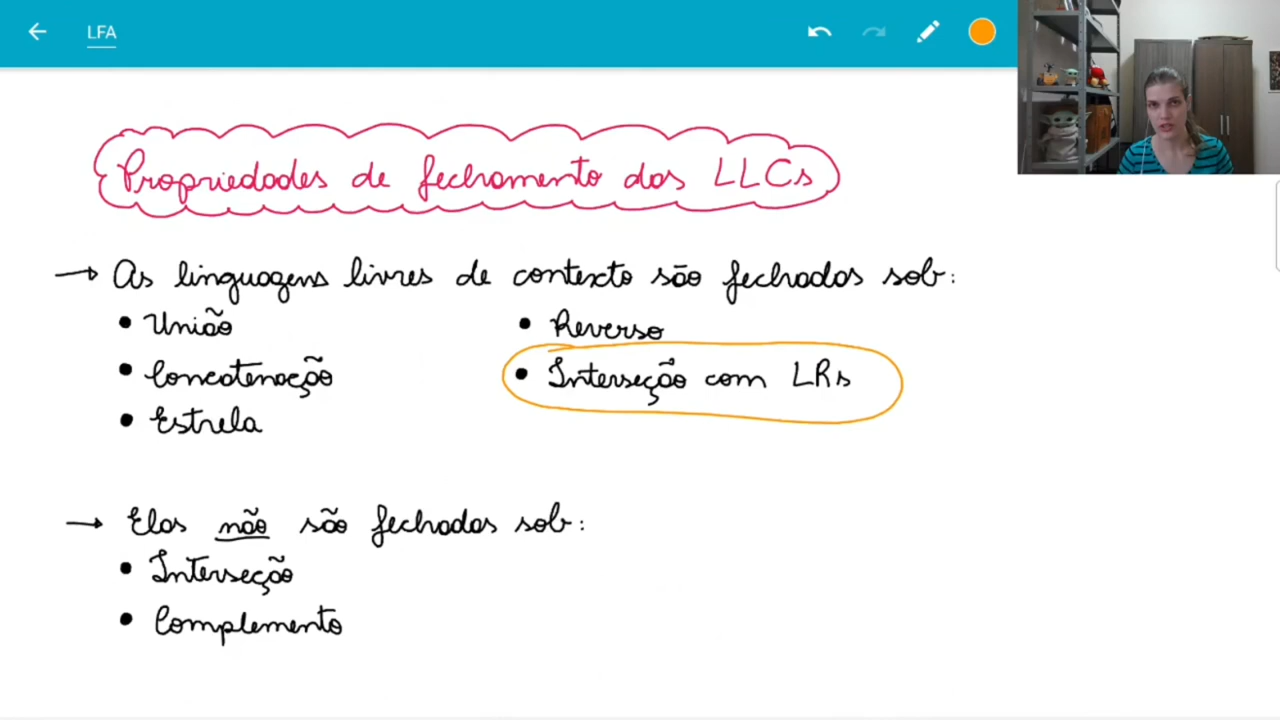 LFA
Propriedades de fechamento das LLCs
→ As linguagens livres de contexto são fechadas sob:
• União
• Concatenação
• Estrela
• Reverso
• Interseção com LRs
→ Elas não são fechadas sob:
• Interseção
• Complemento